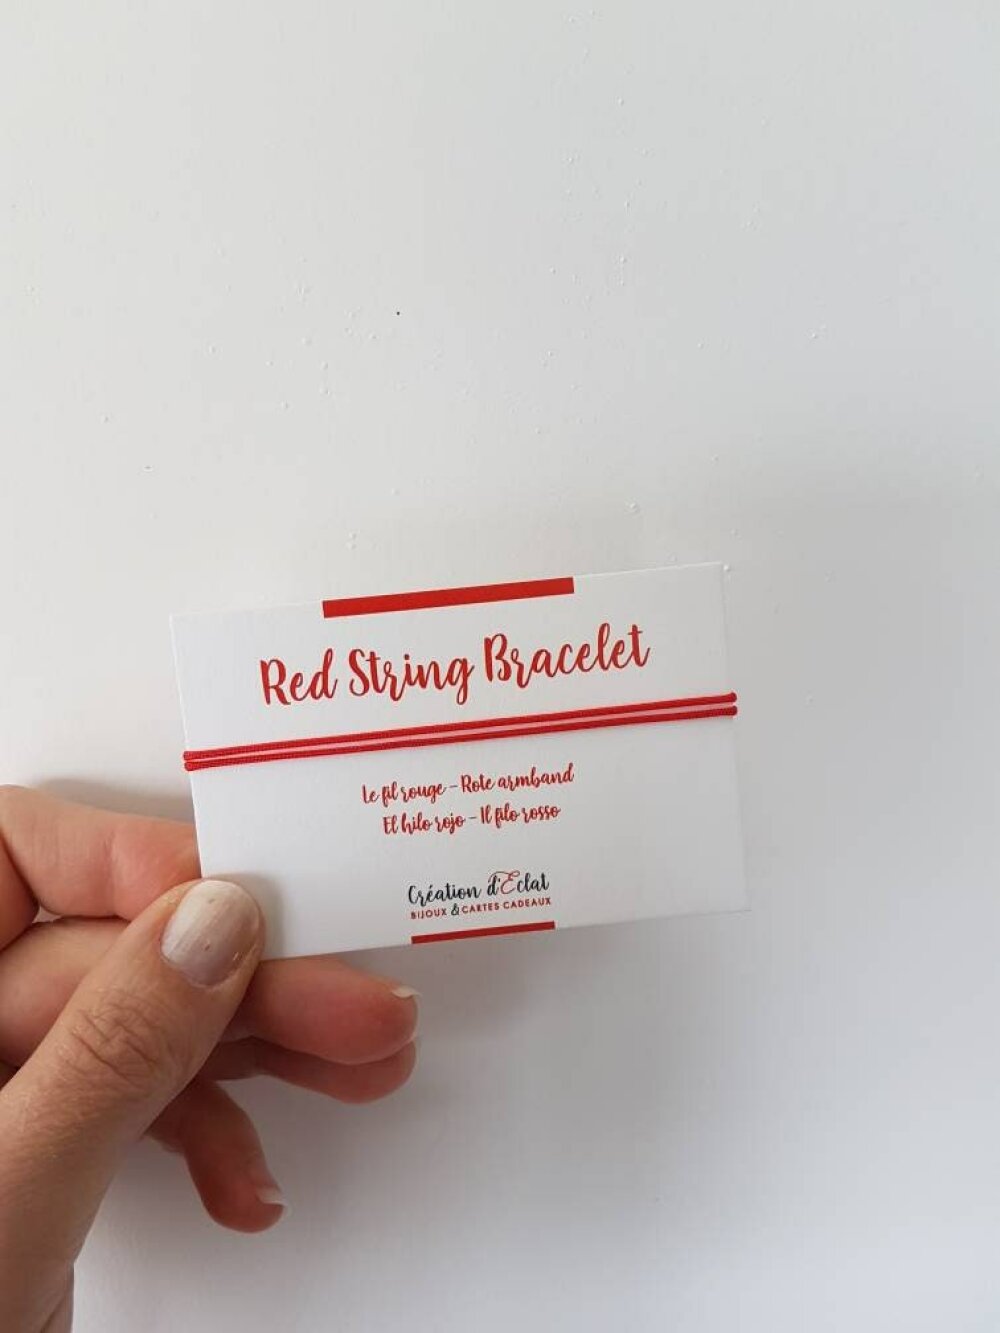 Red String Bracelet
Le fil rouge - Rote armband
El hilo rojo - Il filo rosso
Création d'Eclat
BIJOUX & CARTES CADEAUX